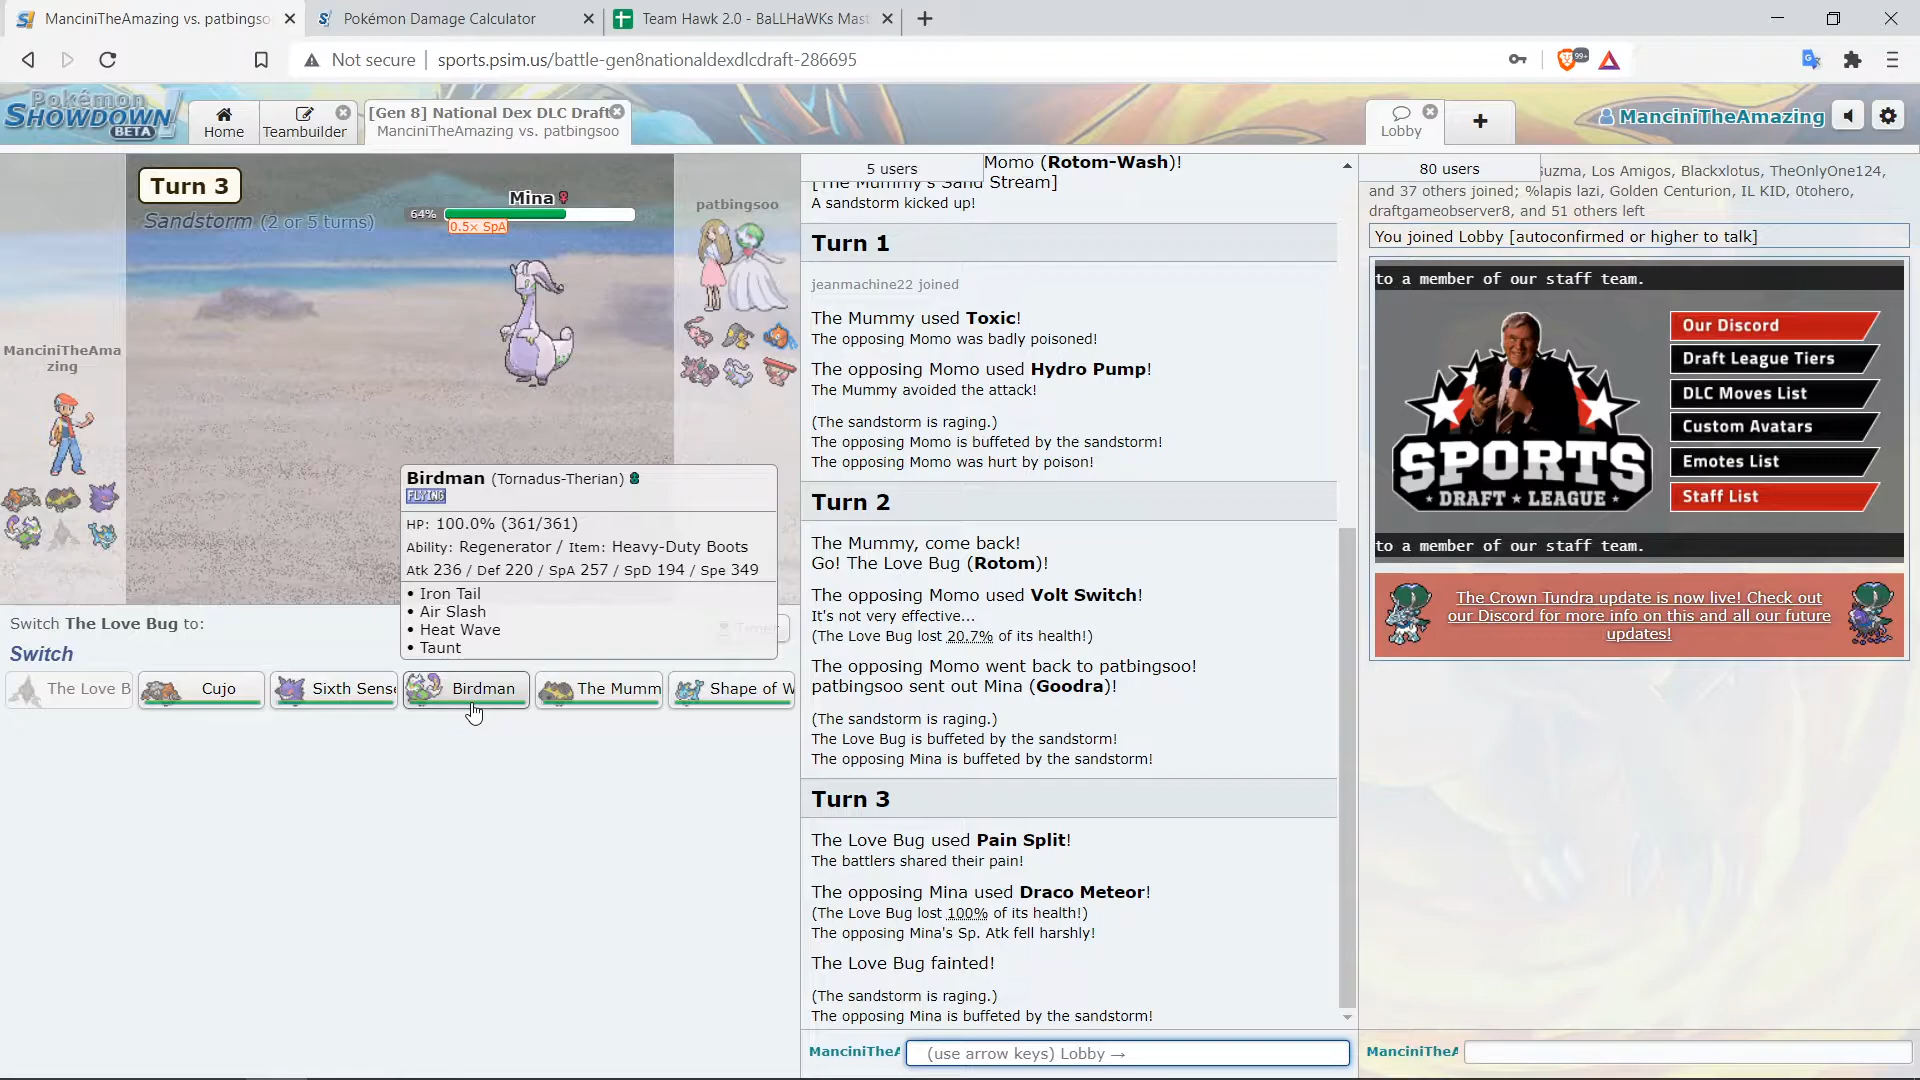 ManciniTheAmazing vs. patbingso
Pokémon Damage Calculator
Team Hawk 2.0 - BaLLHaWKs Mast
Not secure
sports.psim.us/battle-gen8nationaldexdlcdraft-286695
99+
Pokémon
SHOWDOWN
BETA
Home
Teambuilder
[Gen 8] National Dex DLC Draft
ManciniTheAmazing vs. patbingsoo
Lobby
ManciniTheAmazing
Turn 3
Sandstorm (2 or 5 turns)
Mina
64%
0.5× SpA
patbingsoo
ManciniTheAma
zing
Birdman (Tornadus-Therian)
FLYING
HP: 100.0% (361/361)
Ability: Regenerator / Item: Heavy-Duty Boots
Atk 236 / Def 220 / SpA 257 / SpD 194 / Spe 349
• Iron Tail
• Air Slash
• Heat Wave
• Taunt
Timer
Switch The Love Bug to:
Switch
The Love B
Cujo
Sixth Sense
Birdman
The Mumm
Shape of W
5 users
Momo (Rotom-Wash)!
[The Mummy's Sand Stream]
A sandstorm kicked up!
Turn 1
jeanmachine22 joined
The Mummy used Toxic!
The opposing Momo was badly poisoned!
The opposing Momo used Hydro Pump!
The Mummy avoided the attack!
(The sandstorm is raging.)
The opposing Momo is buffeted by the sandstorm!
The opposing Momo was hurt by poison!
Turn 2
The Mummy, come back!
Go! The Love Bug (Rotom)!
The opposing Momo used Volt Switch!
It's not very effective...
(The Love Bug lost 20.7% of its health!)
The opposing Momo went back to patbingsoo!
patbingsoo sent out Mina (Goodra)!
(The sandstorm is raging.)
The Love Bug is buffeted by the sandstorm!
The opposing Mina is buffeted by the sandstorm!
Turn 3
The Love Bug used Pain Split!
The battlers shared their pain!
The opposing Mina used Draco Meteor!
(The Love Bug lost 100% of its health!)
The opposing Mina's Sp. Atk fell harshly!
The Love Bug fainted!
(The sandstorm is raging.)
The opposing Mina is buffeted by the sandstorm!
(use arrow keys) Lobby →
80 users
Los Amigos, Blackxlotus, TheOnlyOne124,
and 37 others joined; %lapis lazi, Golden Centurion, IL KID, 0tohero,
draftgameobserver8, and 51 others left
You joined Lobby [autoconfirmed or higher to talk]
to a member of our staff team.
SPORTS
DRAFT ★ LEAGUE
Our Discord
Draft League Tiers
DLC Moves List
Custom Avatars
Emotes List
Staff List
to a member of our staff team.
The Crown Tundra update is now live! Check out
our Discord for more info on this and all our future
updates!